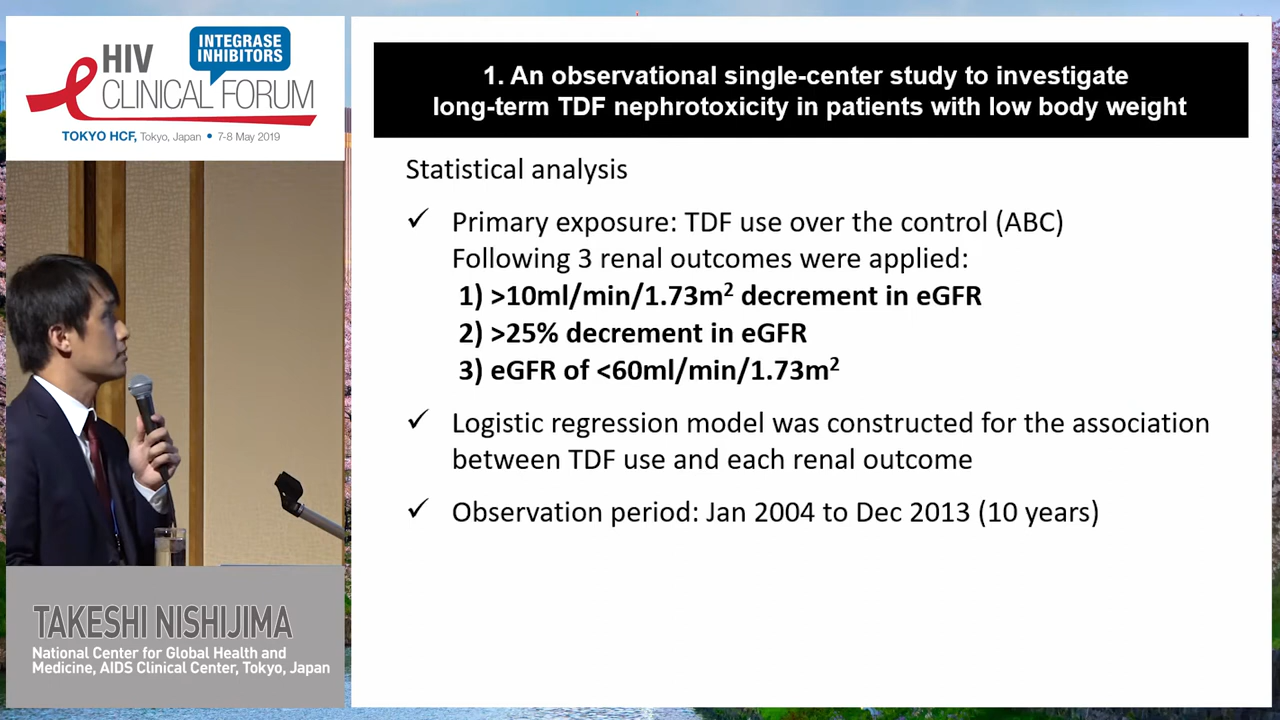 HIV
INTEGRASE
INHIBITORS
CLINICAL FORUM
TOKYO HCF, Tokyo, Japan • 7-8 May 2019
1. An observational single-center study to investigate
long-term TDF nephrotoxicity in patients with low body weight
Statistical analysis
✓ Primary exposure: TDF use over the control (ABC)
Following 3 renal outcomes were applied:
1) >10ml/min/1.73m² decrement in eGFR
2) >25% decrement in eGFR
3) eGFR of <60ml/min/1.73m²
✓ Logistic regression model was constructed for the association
between TDF use and each renal outcome
✓ Observation period: Jan 2004 to Dec 2013 (10 years)
TAKESHI NISHIJIMA
National Center for Global Health and
Medicine, AIDS Clinical Center, Tokyo, Japan